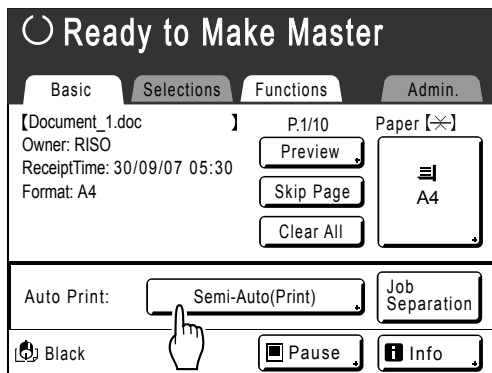 Ready to Make Master
Basic Selections Functions Admin.
【Document_1.doc 】 P.1/10 Paper【】
Owner: RISO Preview
ReceiptTime: 30/09/07 05:30
Format: A4 Skip Page A4
Clear All
Auto Print: Semi-Auto(Print) Job Separation
Black Pause i Info